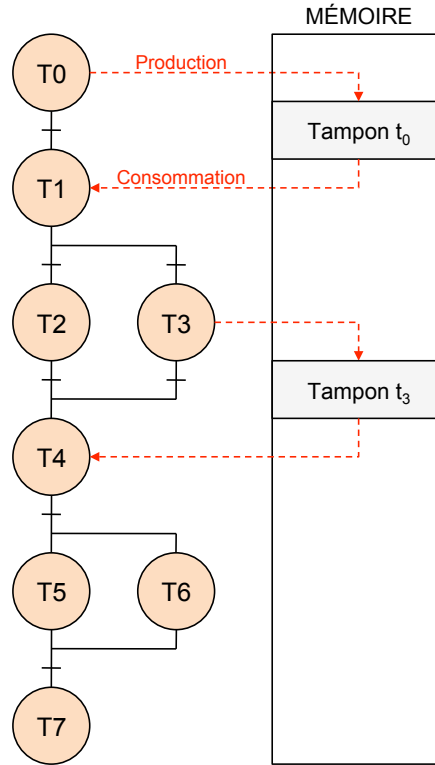 MÉMOIRE
T0
Production
Tampon t₀
Consommation
T1
T2
T3
Tampon t₃
T4
T5
T6
T7